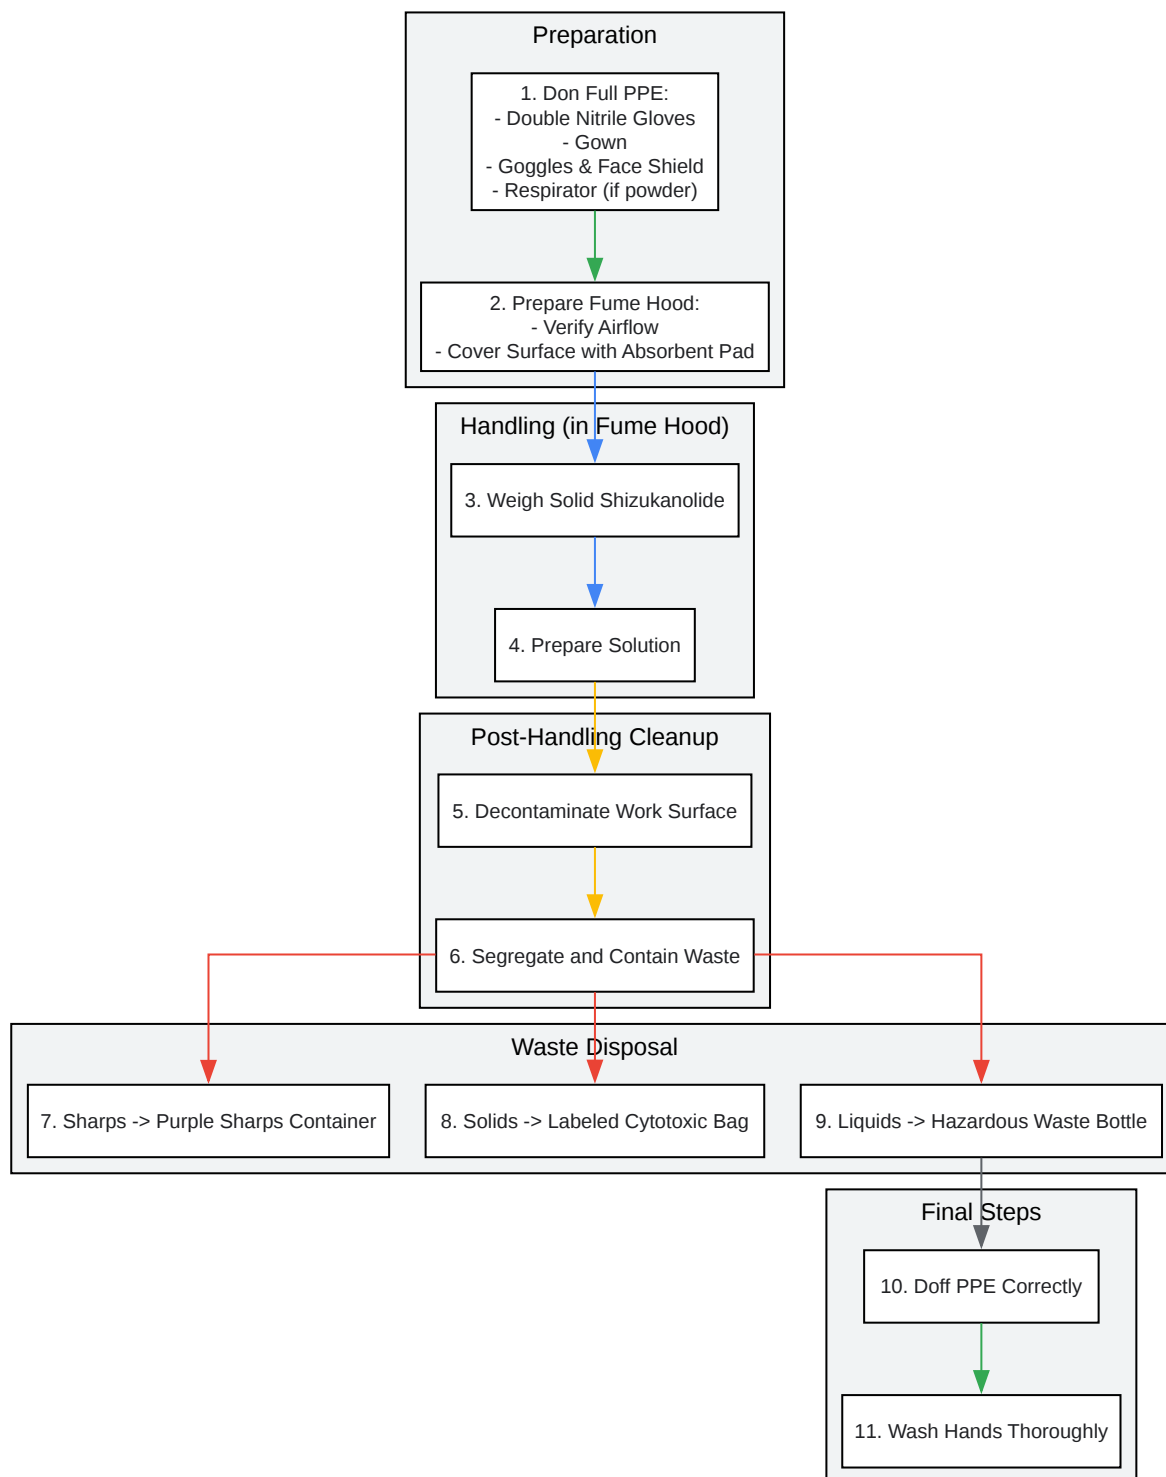 Preparation
1. Don Full PPE:
- Double Nitrile Gloves
- Gown
- Goggles & Face Shield
- Respirator (if powder)
2. Prepare Fume Hood:
- Verify Airflow
- Cover Surface with Absorbent Pad
Handling (in Fume Hood)
3. Weigh Solid Shizukanolide
4. Prepare Solution
Post-Handling Cleanup
5. Decontaminate Work Surface
6. Segregate and Contain Waste
Waste Disposal
7. Sharps -> Purple Sharps Container
8. Solids -> Labeled Cytotoxic Bag
9. Liquids -> Hazardous Waste Bottle
Final Steps
10. Doff PPE Correctly
11. Wash Hands Thoroughly